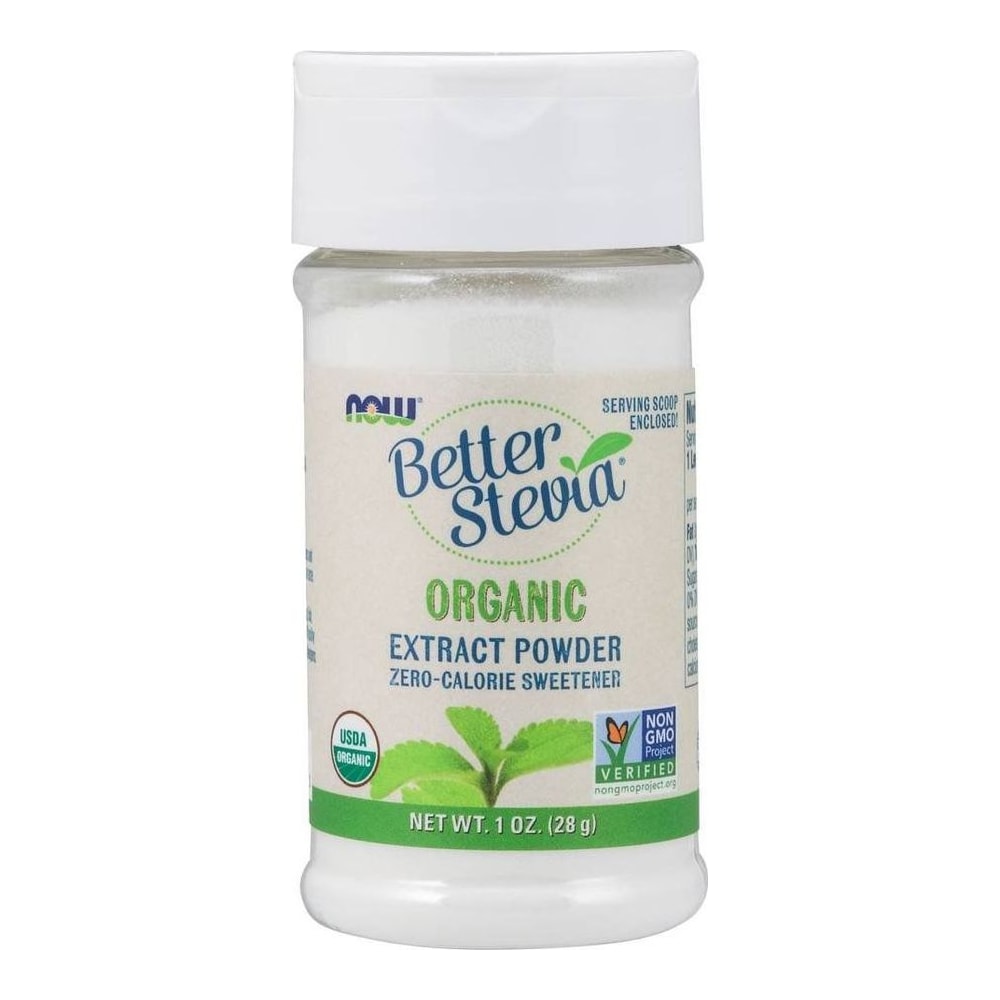 now®
SERVING SCOOP
ENCLOSED!
Better
Stevia®
ORGANIC
EXTRACT POWDER
ZERO-CALORIE SWEETENER
USDA
ORGANIC
NON
GMO
Project
VERIFIED
nongmoproject.org
NET WT. 1 OZ. (28 g)